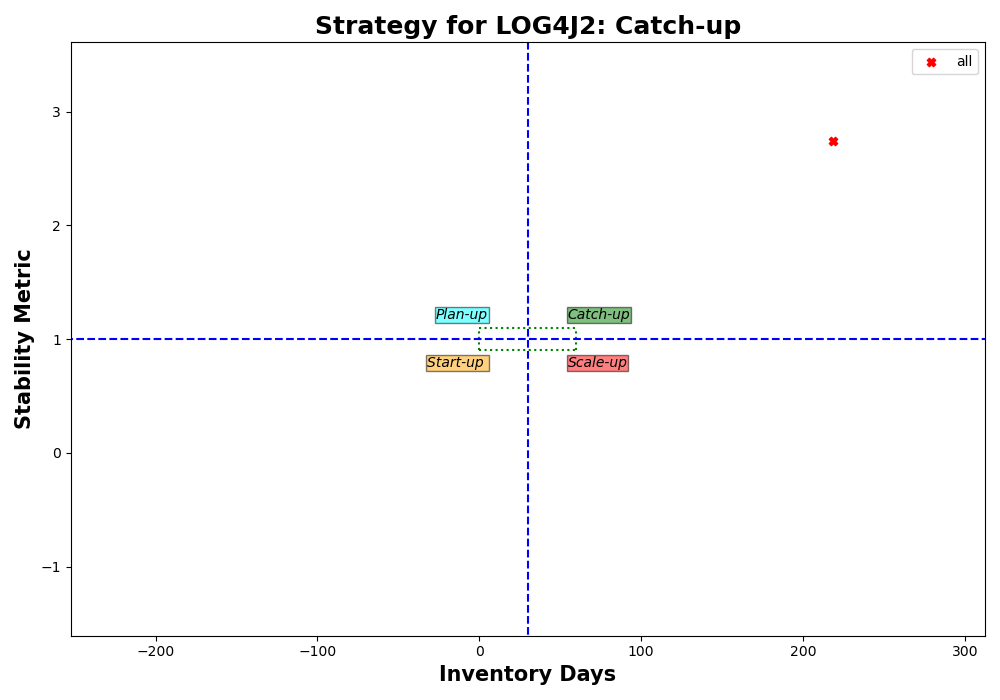 Strategy for LOG4J2: Catch-up
all
3
2
1
0
−1
Stability Metric
Plan-up
Catch-up
Start-up
Scale-up
−200
−100
0
100
200
300
Inventory Days